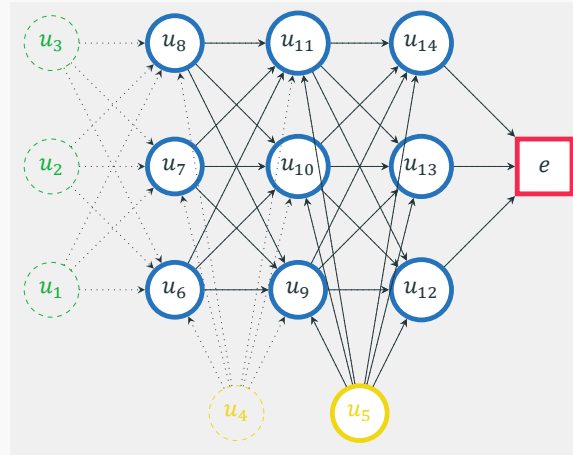 u₃ u₈ u₁₁ u₁₄
u₂ u₇ u₁₀ u₁₃ e
u₁ u₆ u₉ u₁₂
u₄ u₅